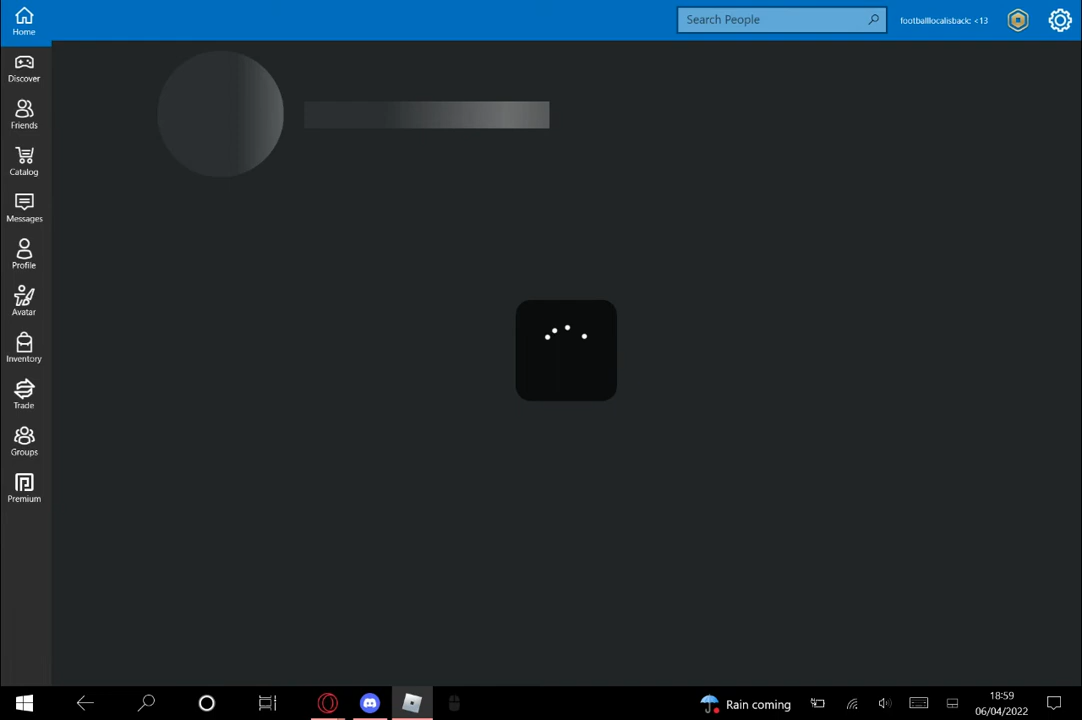 Home
Search People
footballlocalisback: <13
Discover
Friends
Catalog
Messages
Profile
Avatar
Inventory
Trade
Groups
Premium
Rain coming
18:59
06/04/2022